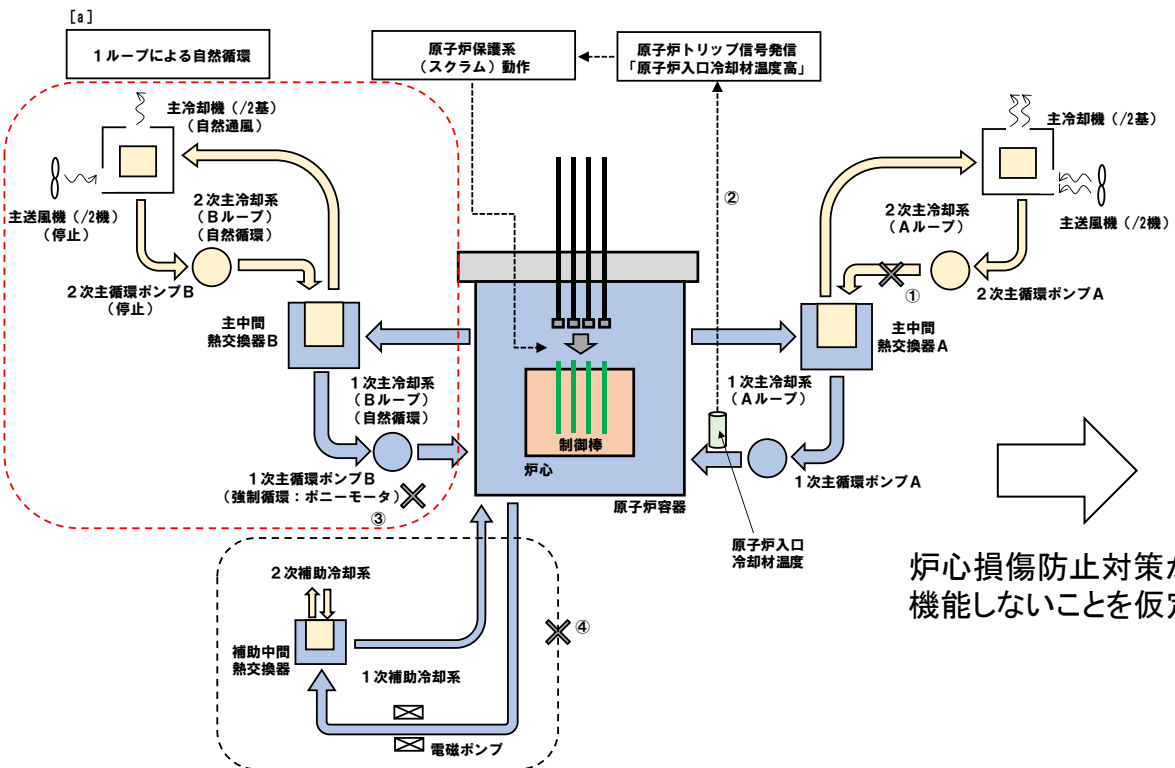 [a]
1ループによる自然循環
原子炉保護系
(スクラム)動作
原子炉トリップ信号発信
「原子炉入口冷却材温度高」
主冷却機(/2基)
(自然通風)
主送風機(/2機)
(停止)
2次主冷却系
(Bループ)
(自然循環)
2次主循環ポンプB
(停止)
主中間
熱交換器B
1次主冷却系
(Bループ)
(自然循環)
1次主循環ポンプB
(強制循環:ポニーモータ)
③
制御棒
炉心
原子炉容器
②
主冷却機(/2基)
主送風機(/2機)
2次主冷却系
(Aループ)
①
2次主循環ポンプA
主中間
熱交換器A
1次主冷却系
(Aループ)
1次主循環ポンプA
原子炉入口
冷却材温度
2次補助冷却系
④
補助中間
熱交換器
1次補助冷却系
電磁ポンプ
炉心損傷防止対策
機能しないことを仮